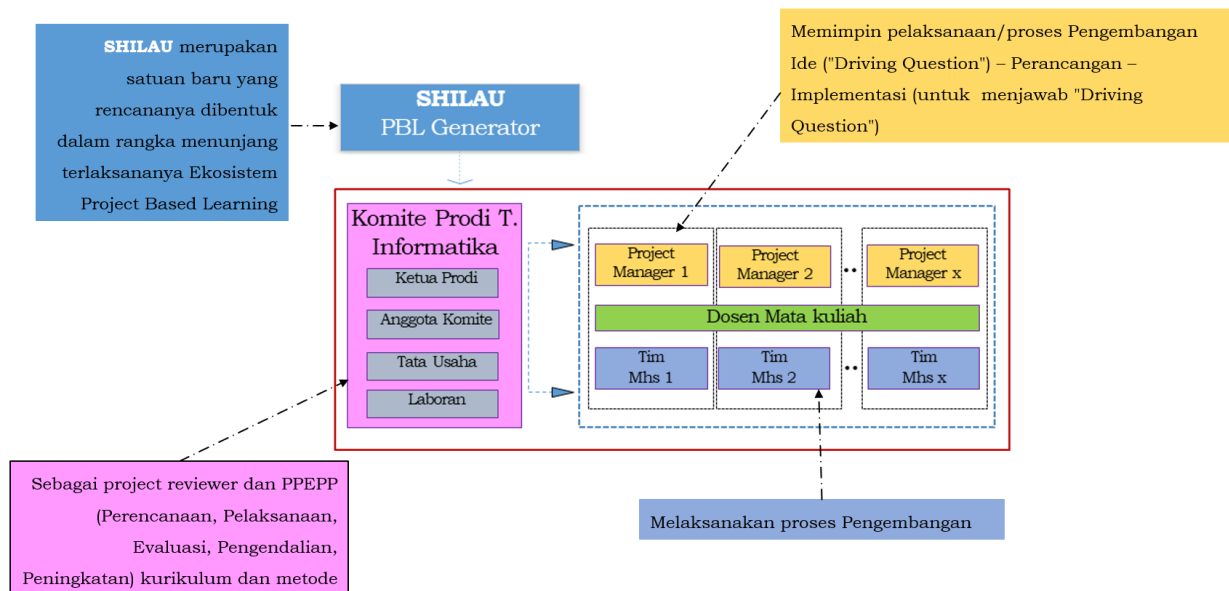 SHILAU merupakan
satuan baru yang
rencananya dibentuk
dalam rangka menunjang
terlaksananya Ekosistem
Project Based Learning
SHILAU
PBL Generator
Memimpin pelaksanaan/proses Pengembangan
Ide ("Driving Question") – Perancangan –
Implementasi (untuk menjawab "Driving
Question")
Komite Prodi T.
Informatika
Ketua Prodi
Anggota Komite
Tata Usaha
Laboran
Project
Manager 1
Project
Manager 2
..
Project
Manager x
Dosen Mata kuliah
Tim
Mhs 1
Tim
Mhs 2
..
Tim
Mhs x
Sebagai project reviewer dan PPEPP
(Perencanaan, Pelaksanaan,
Evaluasi, Pengendalian,
Peningkatan) kurikulum dan metode
Melaksanakan proses Pengembangan